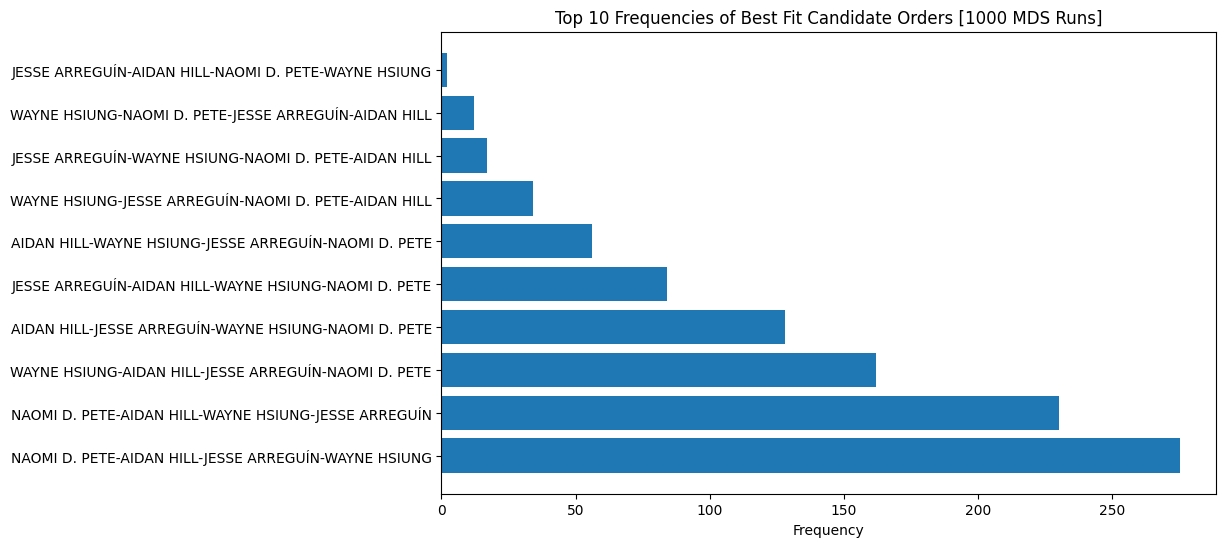 Top 10 Frequencies of Best Fit Candidate Orders [1000 MDS Runs]
JESSE ARREGUÍN-AIDAN HILL-NAOMI D. PETE-WAYNE HSIUNG
WAYNE HSIUNG-NAOMI D. PETE-JESSE ARREGUÍN-AIDAN HILL
JESSE ARREGUÍN-WAYNE HSIUNG-NAOMI D. PETE-AIDAN HILL
WAYNE HSIUNG-JESSE ARREGUÍN-NAOMI D. PETE-AIDAN HILL
AIDAN HILL-WAYNE HSIUNG-JESSE ARREGUÍN-NAOMI D. PETE
JESSE ARREGUÍN-AIDAN HILL-WAYNE HSIUNG-NAOMI D. PETE
AIDAN HILL-JESSE ARREGUÍN-WAYNE HSIUNG-NAOMI D. PETE
WAYNE HSIUNG-AIDAN HILL-JESSE ARREGUÍN-NAOMI D. PETE
NAOMI D. PETE-AIDAN HILL-WAYNE HSIUNG-JESSE ARREGUÍN
NAOMI D. PETE-AIDAN HILL-JESSE ARREGUÍN-WAYNE HSIUNG
0 50 100 150 200 250
Frequency